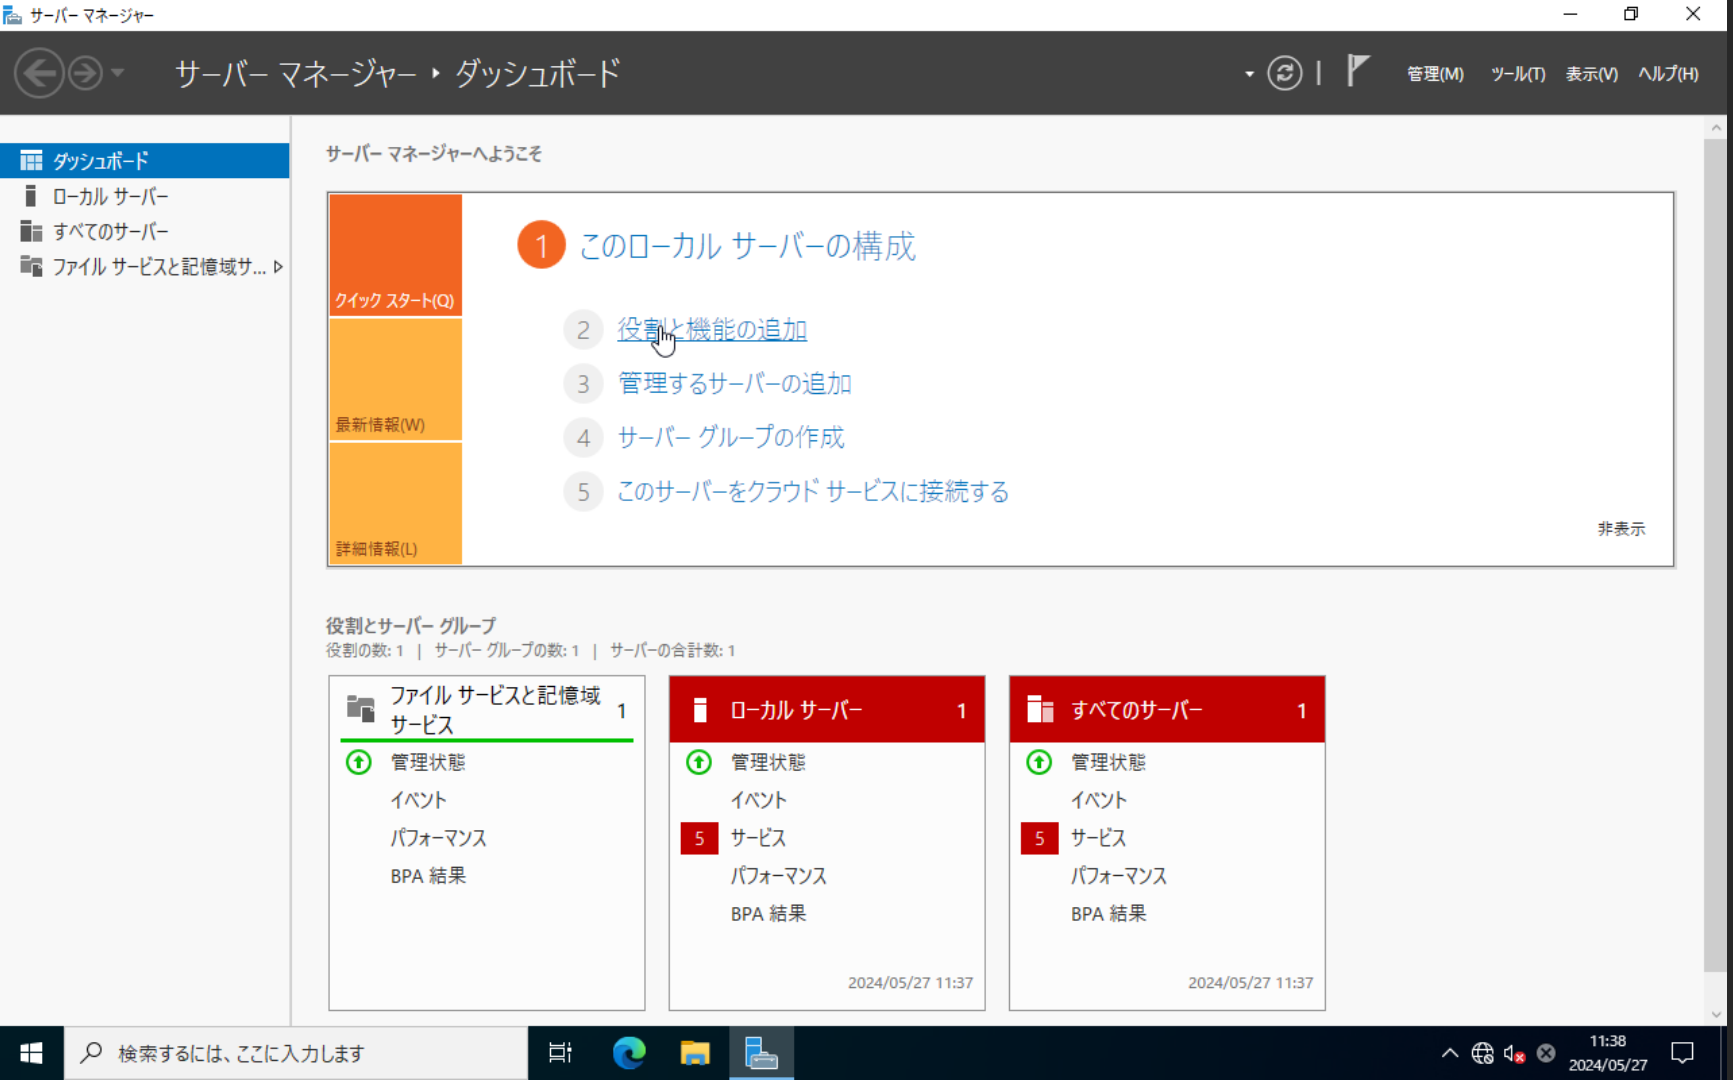 サーバー マネージャー
サーバー マネージャー ・ ダッシュボード
管理(M) ツール(T) 表示(V) ヘルプ(H)
ダッシュボード
ローカル サーバー
すべてのサーバー
ファイル サービスと記憶域サ...
サーバー マネージャーへようこそ
クイック スタート(Q)
最新情報(W)
詳細情報(L)
1 このローカル サーバーの構成
2 役割と機能の追加
3 管理するサーバーの追加
4 サーバー グループの作成
5 このサーバーをクラウド サービスに接続する
非表示
役割とサーバー グループ
役割の数: 1 | サーバー グループの数: 1 | サーバーの合計数: 1
ファイル サービスと記憶域
サービス 1
管理状態
イベント
パフォーマンス
BPA 結果
ローカル サーバー 1
管理状態
イベント
5 サービス
パフォーマンス
BPA 結果
2024/05/27 11:37
すべてのサーバー 1
管理状態
イベント
5 サービス
パフォーマンス
BPA 結果
2024/05/27 11:37
検索するには、ここに入力します
11:38
2024/05/27